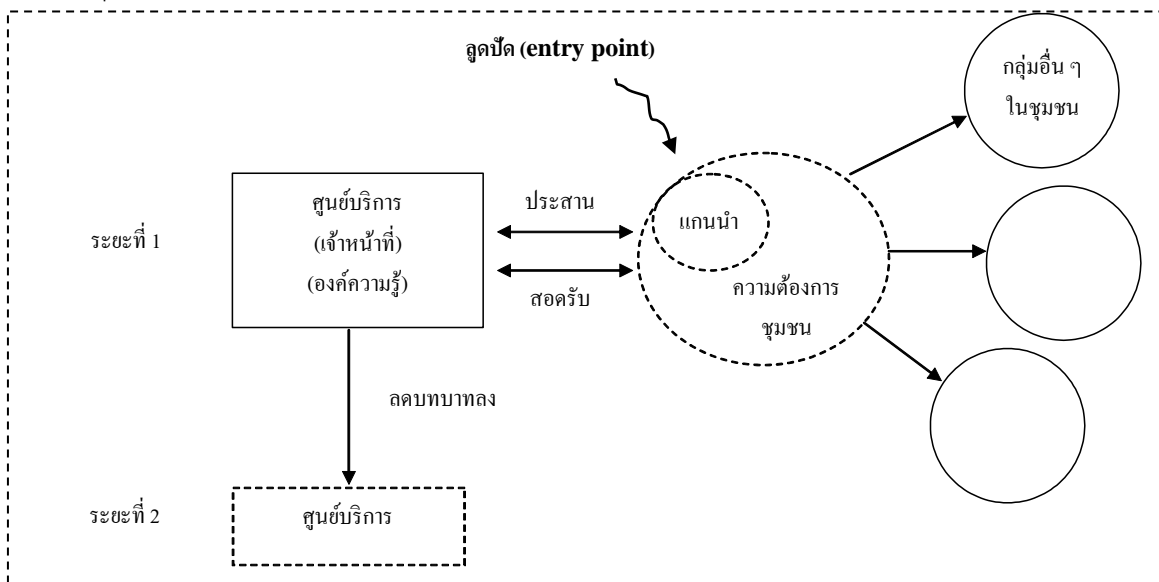 ลูดปัด (entry point)
กลุ่มอื่น ๆ
ในชุมชน
ศูนย์บริการ
(เจ้าหน้าที่)
(องค์ความรู้)
ประสาน
แกนนำ
ระยะที่ 1
สอดรับ
ความต้องการ
ชุมชน
ลดบทบาทลง
ระยะที่ 2
ศูนย์บริการ